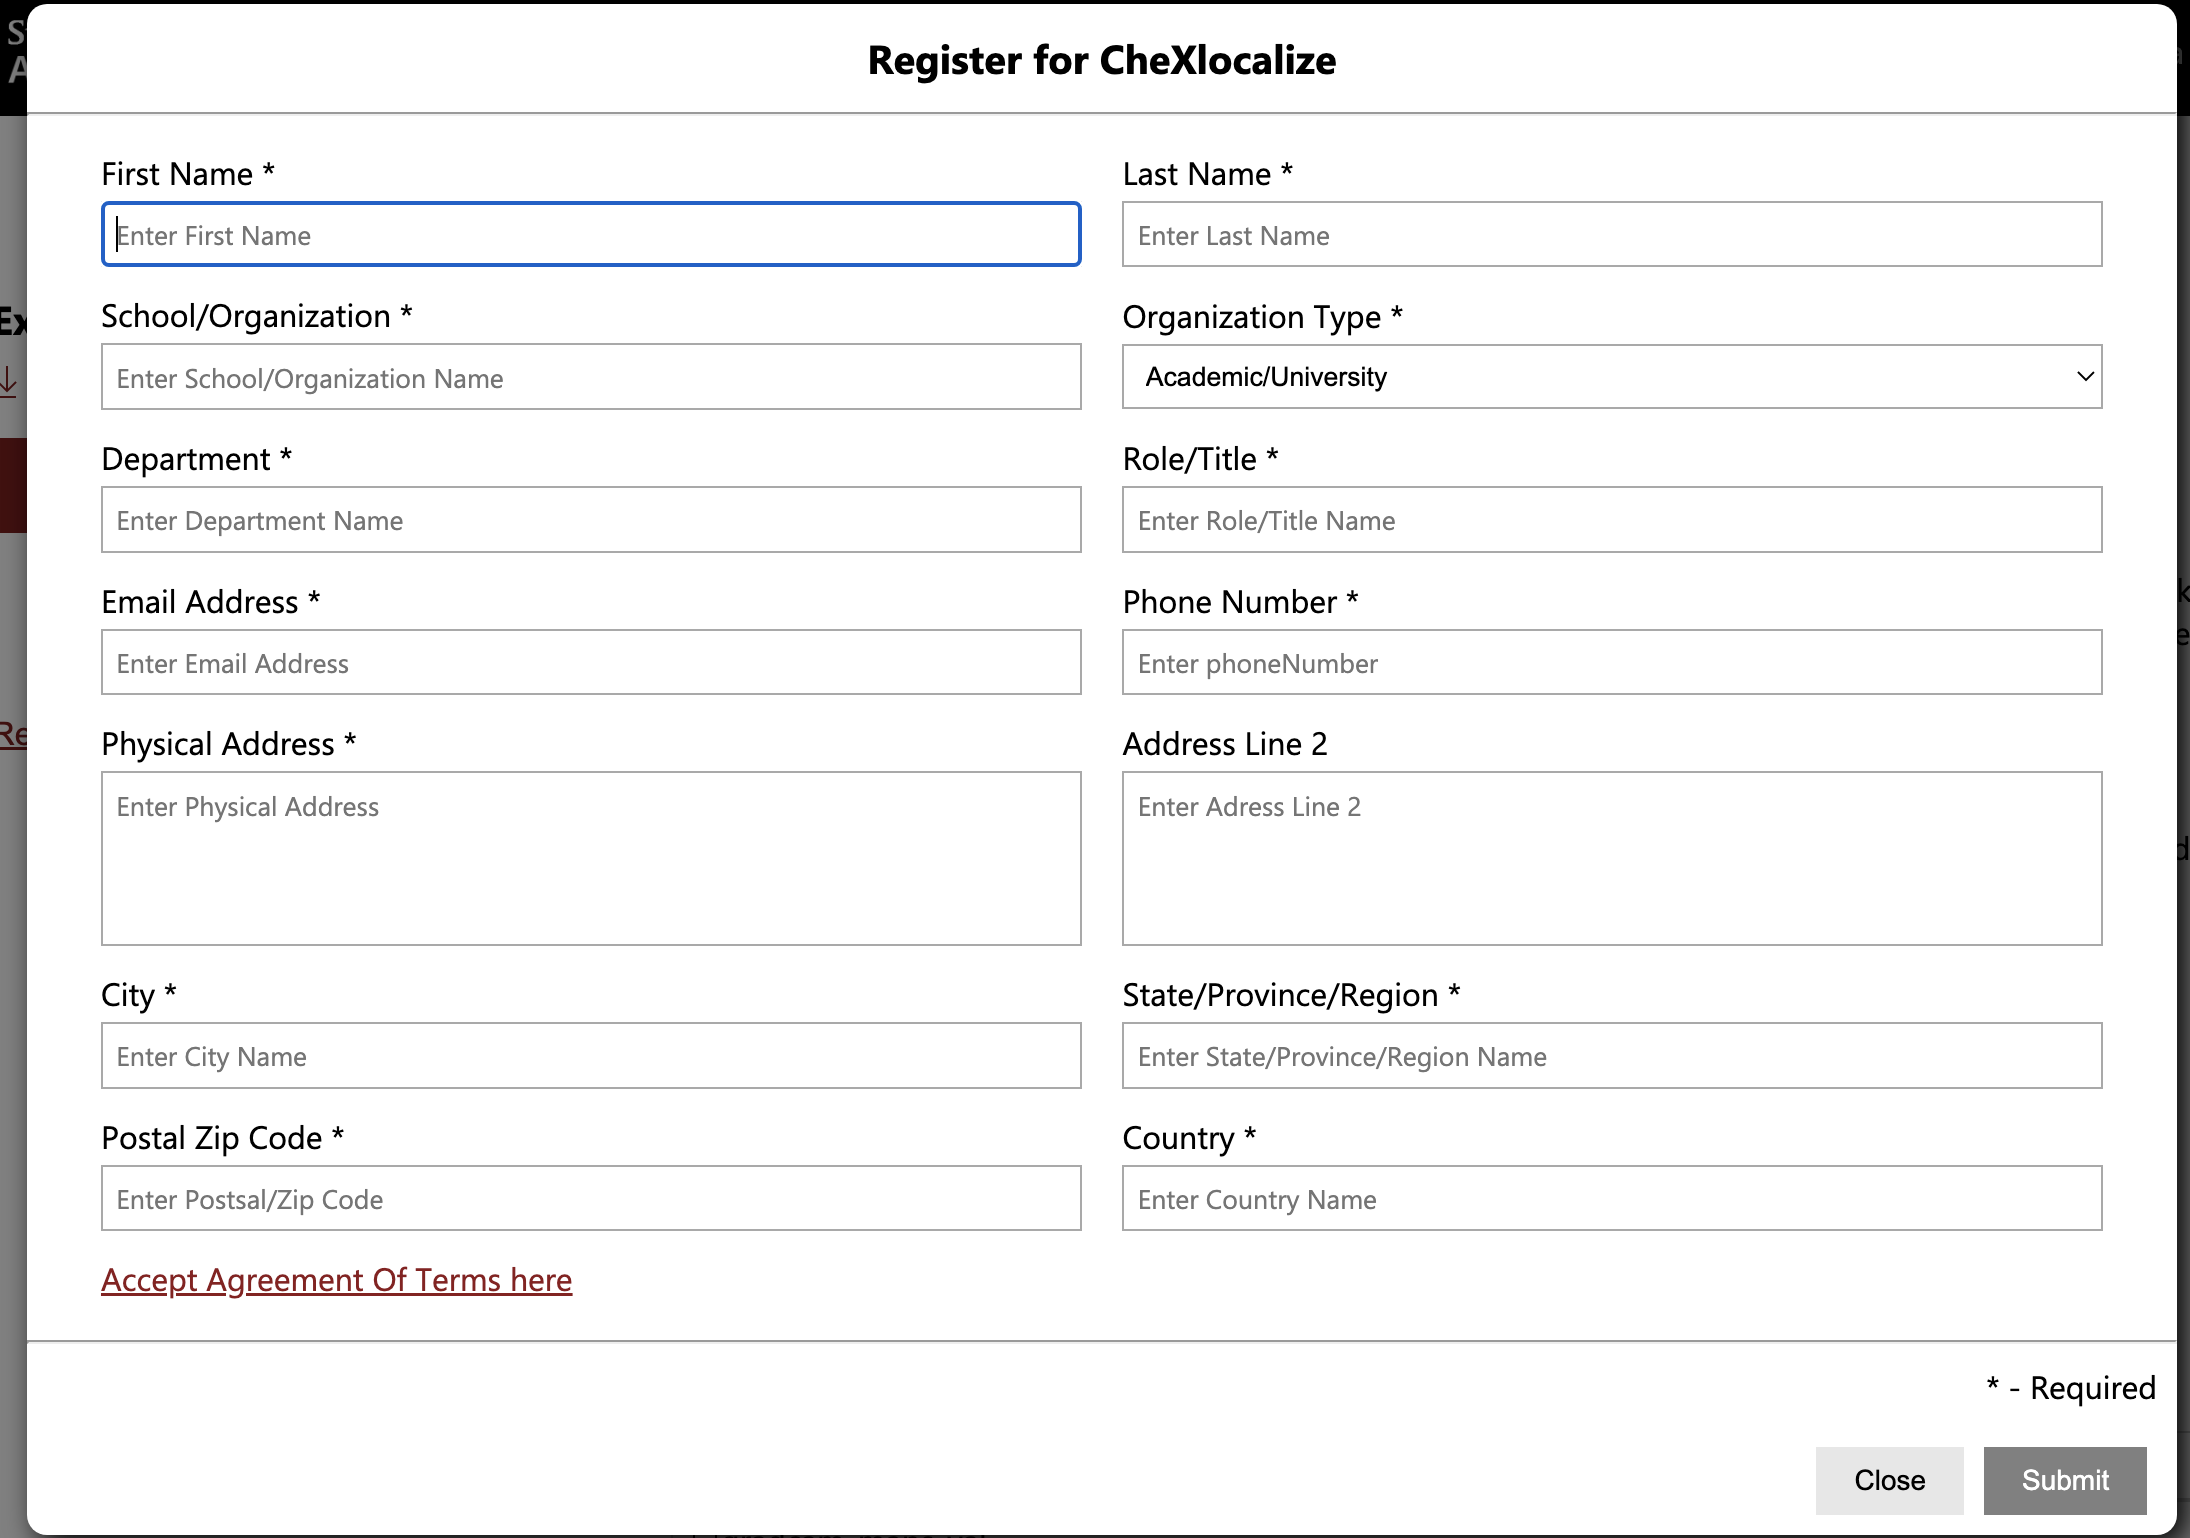 Register for CheXlocalize
First Name *
Last Name *
Enter First Name
Enter Last Name
School/Organization *
Organization Type *
Enter School/Organization Name
Academic/University
Department *
Role/Title *
Enter Department Name
Enter Role/Title Name
Email Address *
Phone Number *
Enter Email Address
Enter phoneNumber
Physical Address *
Address Line 2
Enter Physical Address
Enter Adress Line 2
City *
State/Province/Region *
Enter City Name
Enter State/Province/Region Name
Postal Zip Code *
Country *
Enter Postsal/Zip Code
Enter Country Name
Accept Agreement Of Terms here
* - Required
Close
Submit